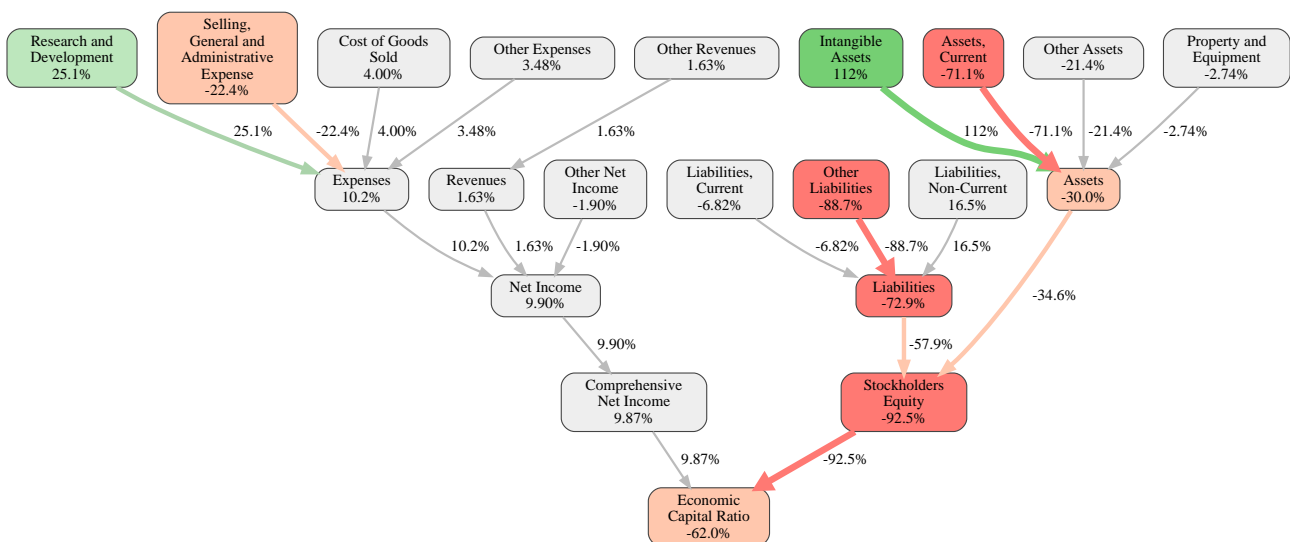 Research and
Development
25.1%
Selling,
General and
Administrative
Expense
-22.4%
Cost of Goods
Sold
4.00%
Other Expenses
3.48%
Other Revenues
1.63%
Intangible
Assets
112%
Assets,
Current
-71.1%
Other Assets
-21.4%
Property and
Equipment
-2.74%
25.1%
-22.4%
4.00%
3.48%
1.63%
112%
-71.1%
-21.4%
-2.74%
Expenses
10.2%
Revenues
1.63%
Other Net
Income
-1.90%
Liabilities,
Current
-6.82%
Other
Liabilities
-88.7%
Liabilities,
Non-Current
16.5%
Assets
-30.0%
10.2%
1.63%
-1.90%
-6.82%
-88.7%
16.5%
-34.6%
Net Income
9.90%
Liabilities
-72.9%
9.90%
-57.9%
Comprehensive
Net Income
9.87%
Stockholders
Equity
-92.5%
9.87%
-92.5%
Economic
Capital Ratio
-62.0%